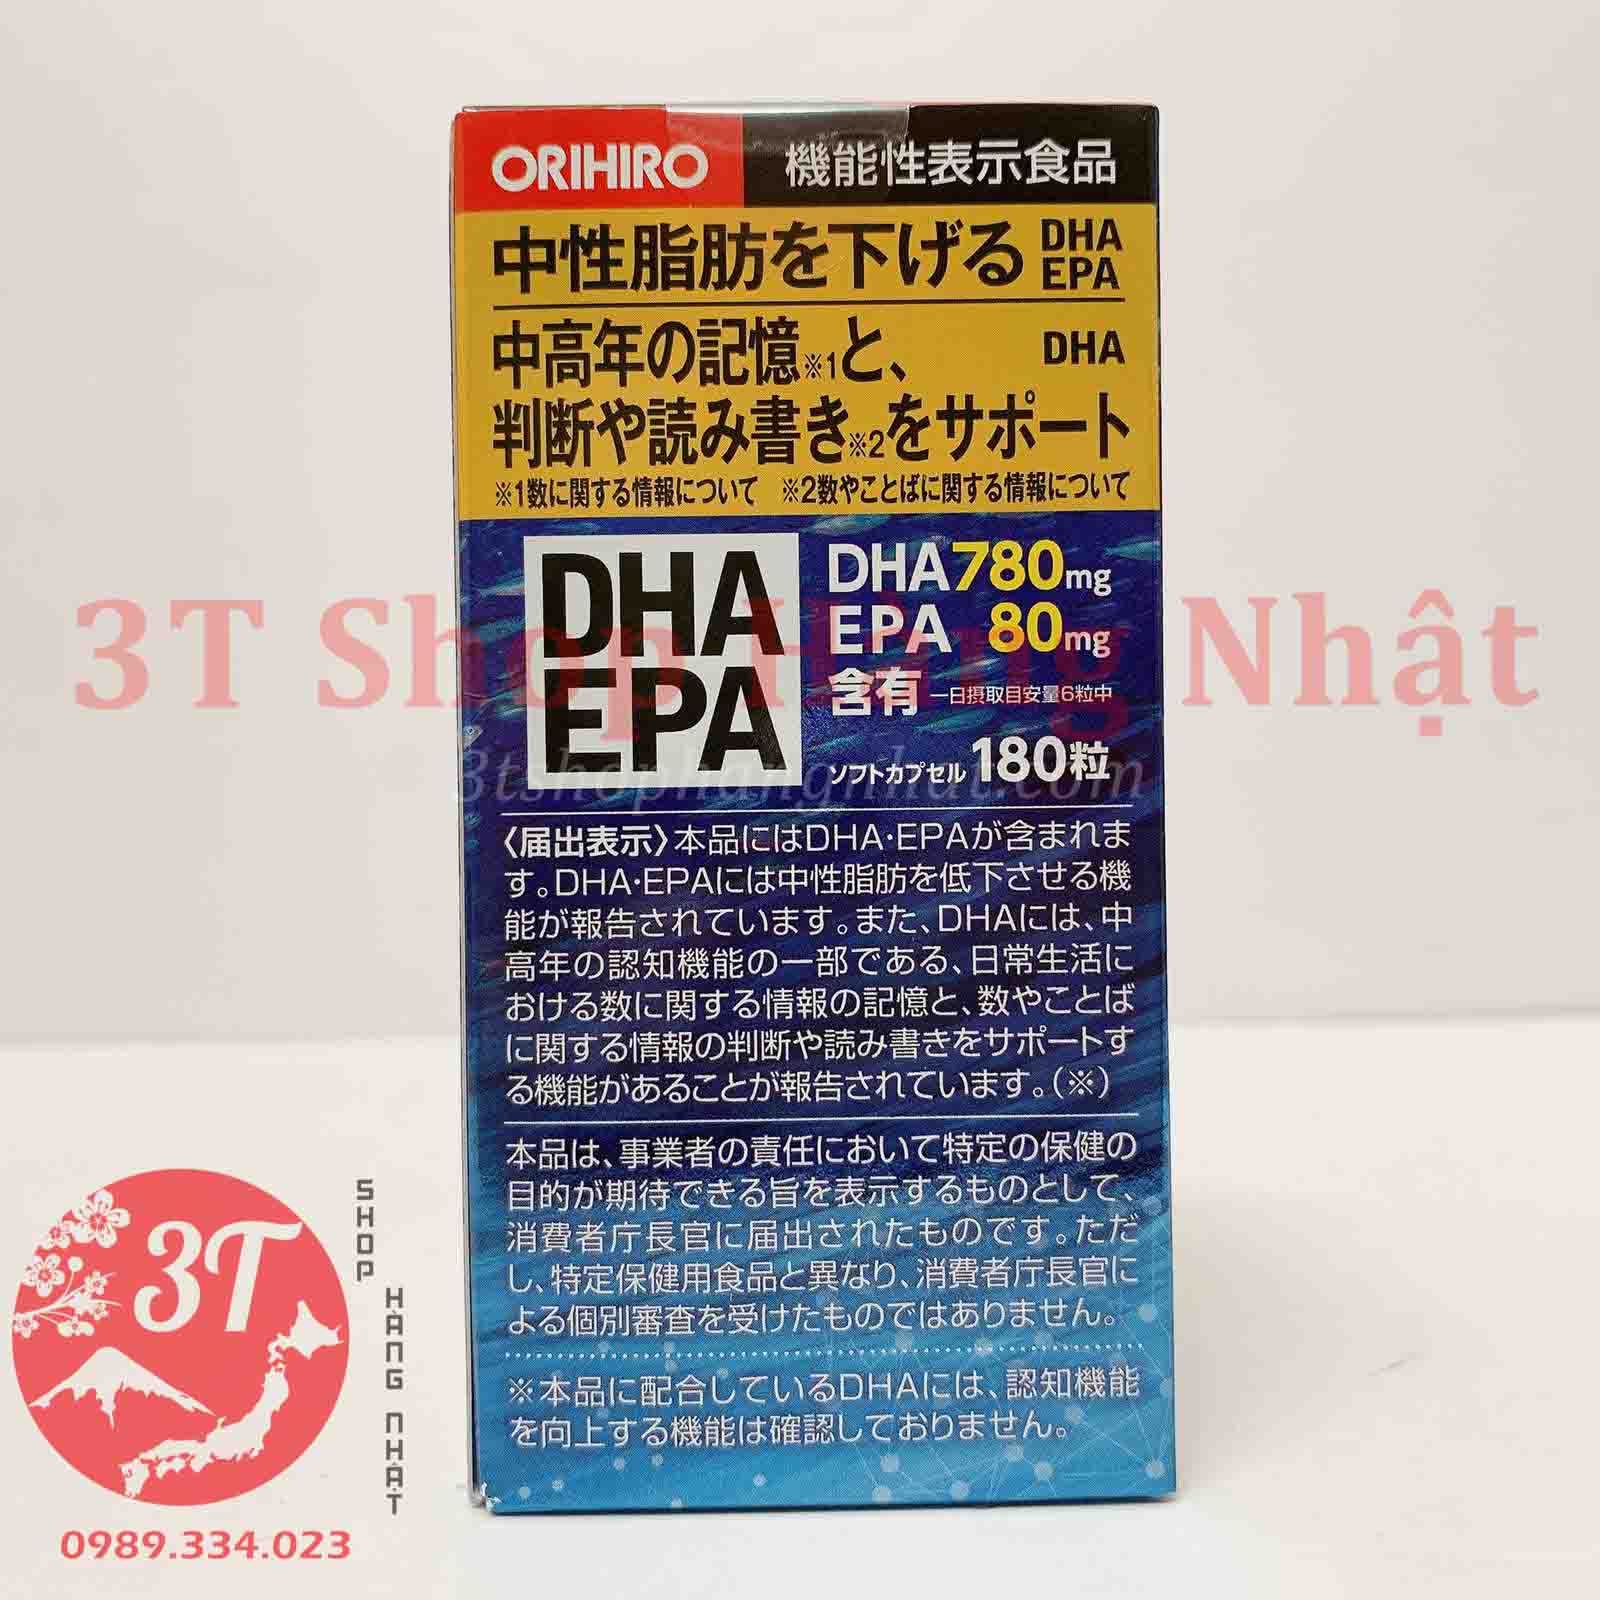 ORIHIRO 機能性表示食品
中性脂肪を下げる DHA EPA
中高年の記憶※1と、 DHA
判断や読み書き※2をサポート
※1数に関する情報について ※2数やことばに関する情報について
DHA
EPA
DHA780mg
EPA 80mg
含有 一日摂取目安量6粒中
ソフトカプセル 180粒
3T Shop Hàng Nhật
3tshophangnhat.com
〈届出表示〉本品にはDHA・EPAが含まれま
す。DHA・EPAには中性脂肪を低下させる機
能が報告されています。また、DHAには、中
高年の認知機能の一部である、日常生活に
おける数に関する情報の記憶と、数やことば
に関する情報の判断や読み書きをサポートす
る機能があることが報告されています。(※)
本品は、事業者の責任において特定の保健の
目的が期待できる旨を表示するものとして、
消費者庁長官に届出されたものです。ただ
し、特定保健用食品と異なり、消費者庁長官に
よる個別審査を受けたものではありません。
※本品に配合しているDHAには、認知機能
を向上する機能は確認しておりません。
3T
SHOP
HÀNG NHẬT
0989.334.023